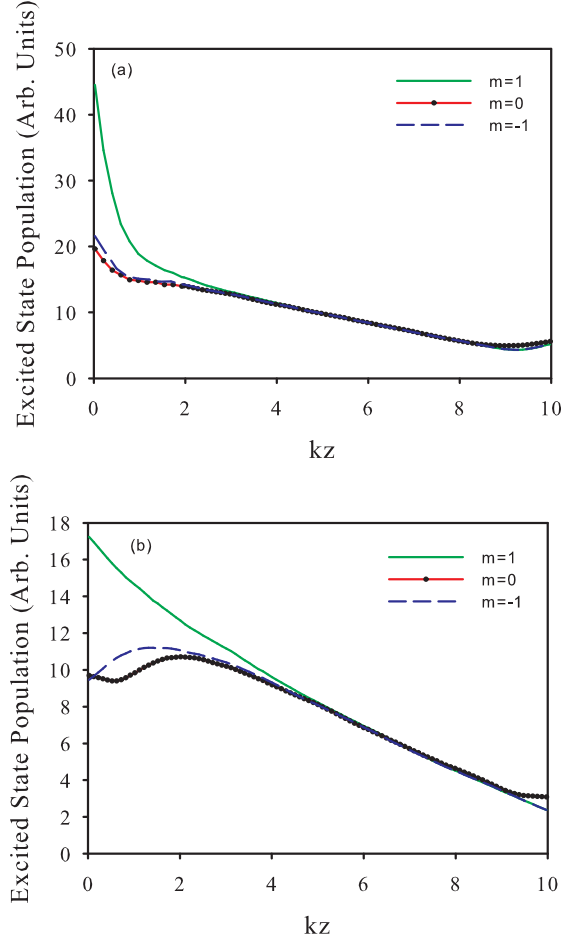 Excited State Population (Arb. Units)
(a)
m=1
m=0
m=-1
50
40
30
20
10
0
0 2 4 6 8 10
kz
Excited State Population (Arb. Units)
(b)
m=1
m=0
m=-1
18
16
14
12
10
8
6
4
2
0
0 2 4 6 8 10
kz